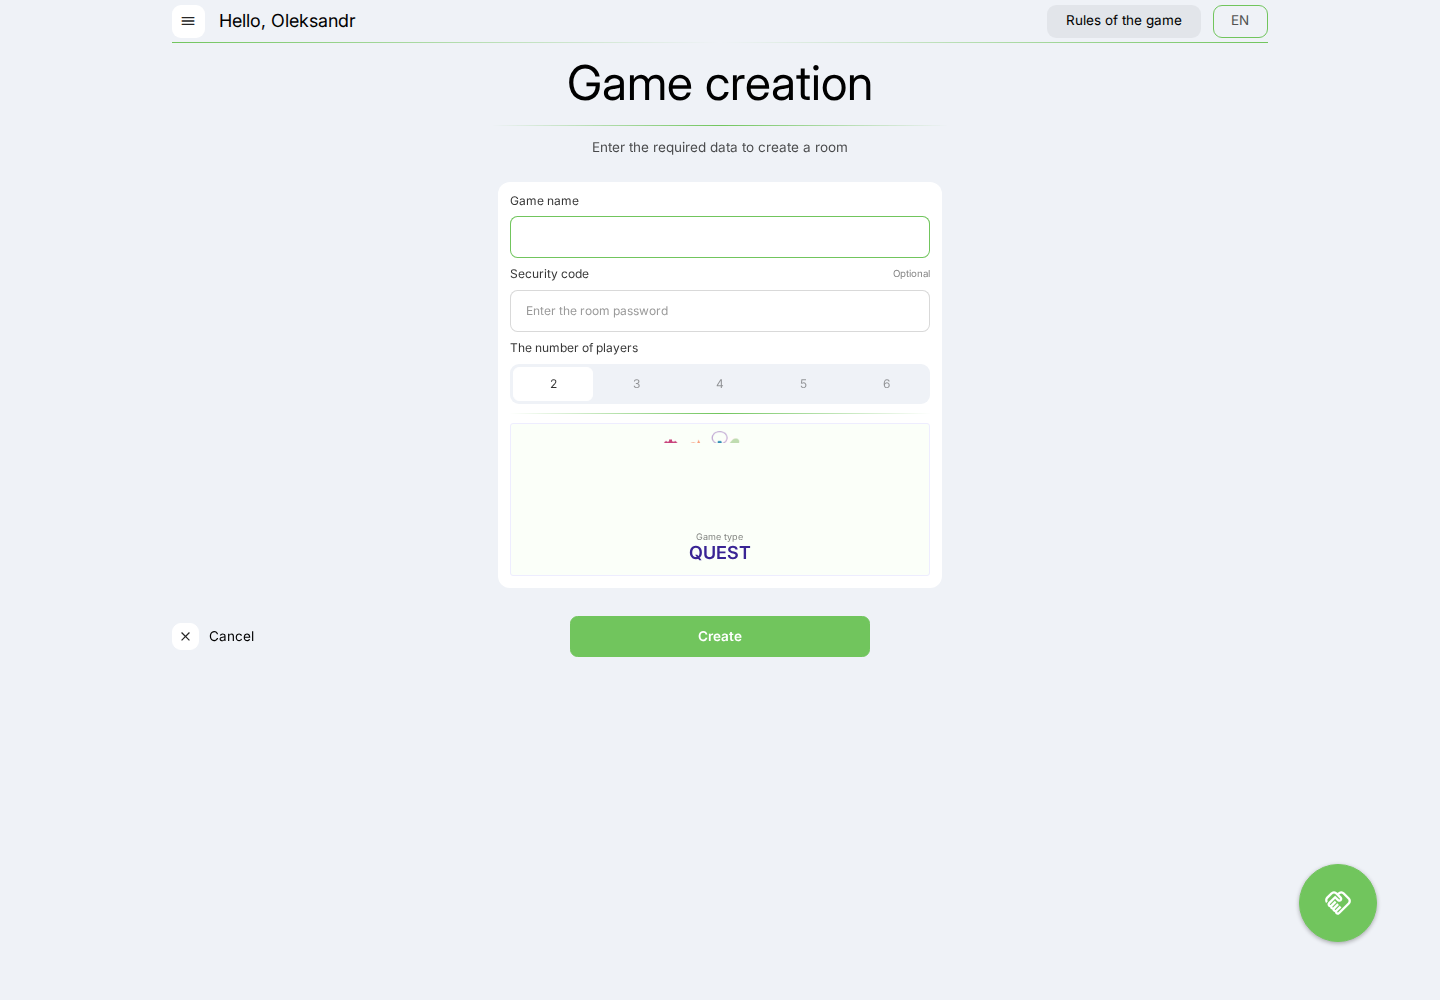 Hello, Oleksandr
Rules of the game
EN
Game creation
Enter the required data to create a room
Game name
Security code
Optional
Enter the room password
The number of players
2 3 4 5 6
Game type
QUEST
Cancel
Create